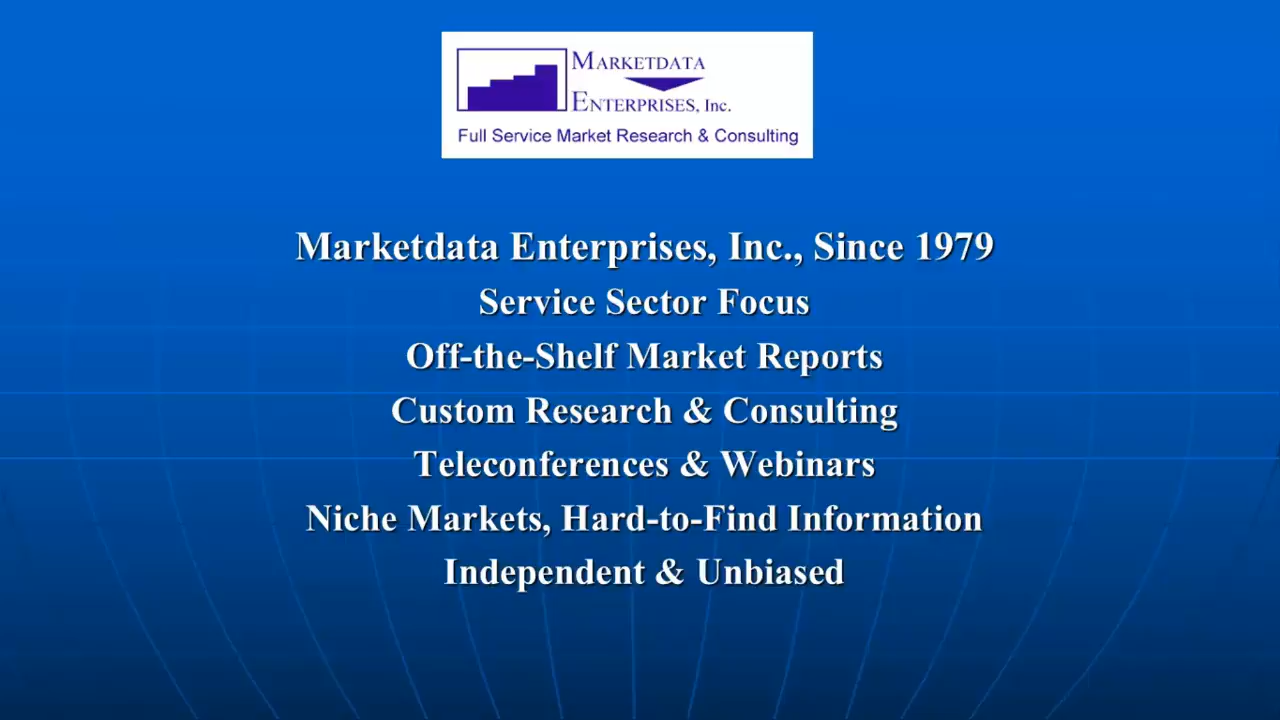 MARKETDATA
ENTERPRISES, Inc.
Full Service Market Research & Consulting
Marketdata Enterprises, Inc., Since 1979
Service Sector Focus
Off-the-Shelf Market Reports
Custom Research & Consulting
Teleconferences & Webinars
Niche Markets, Hard-to-Find Information
Independent & Unbiased